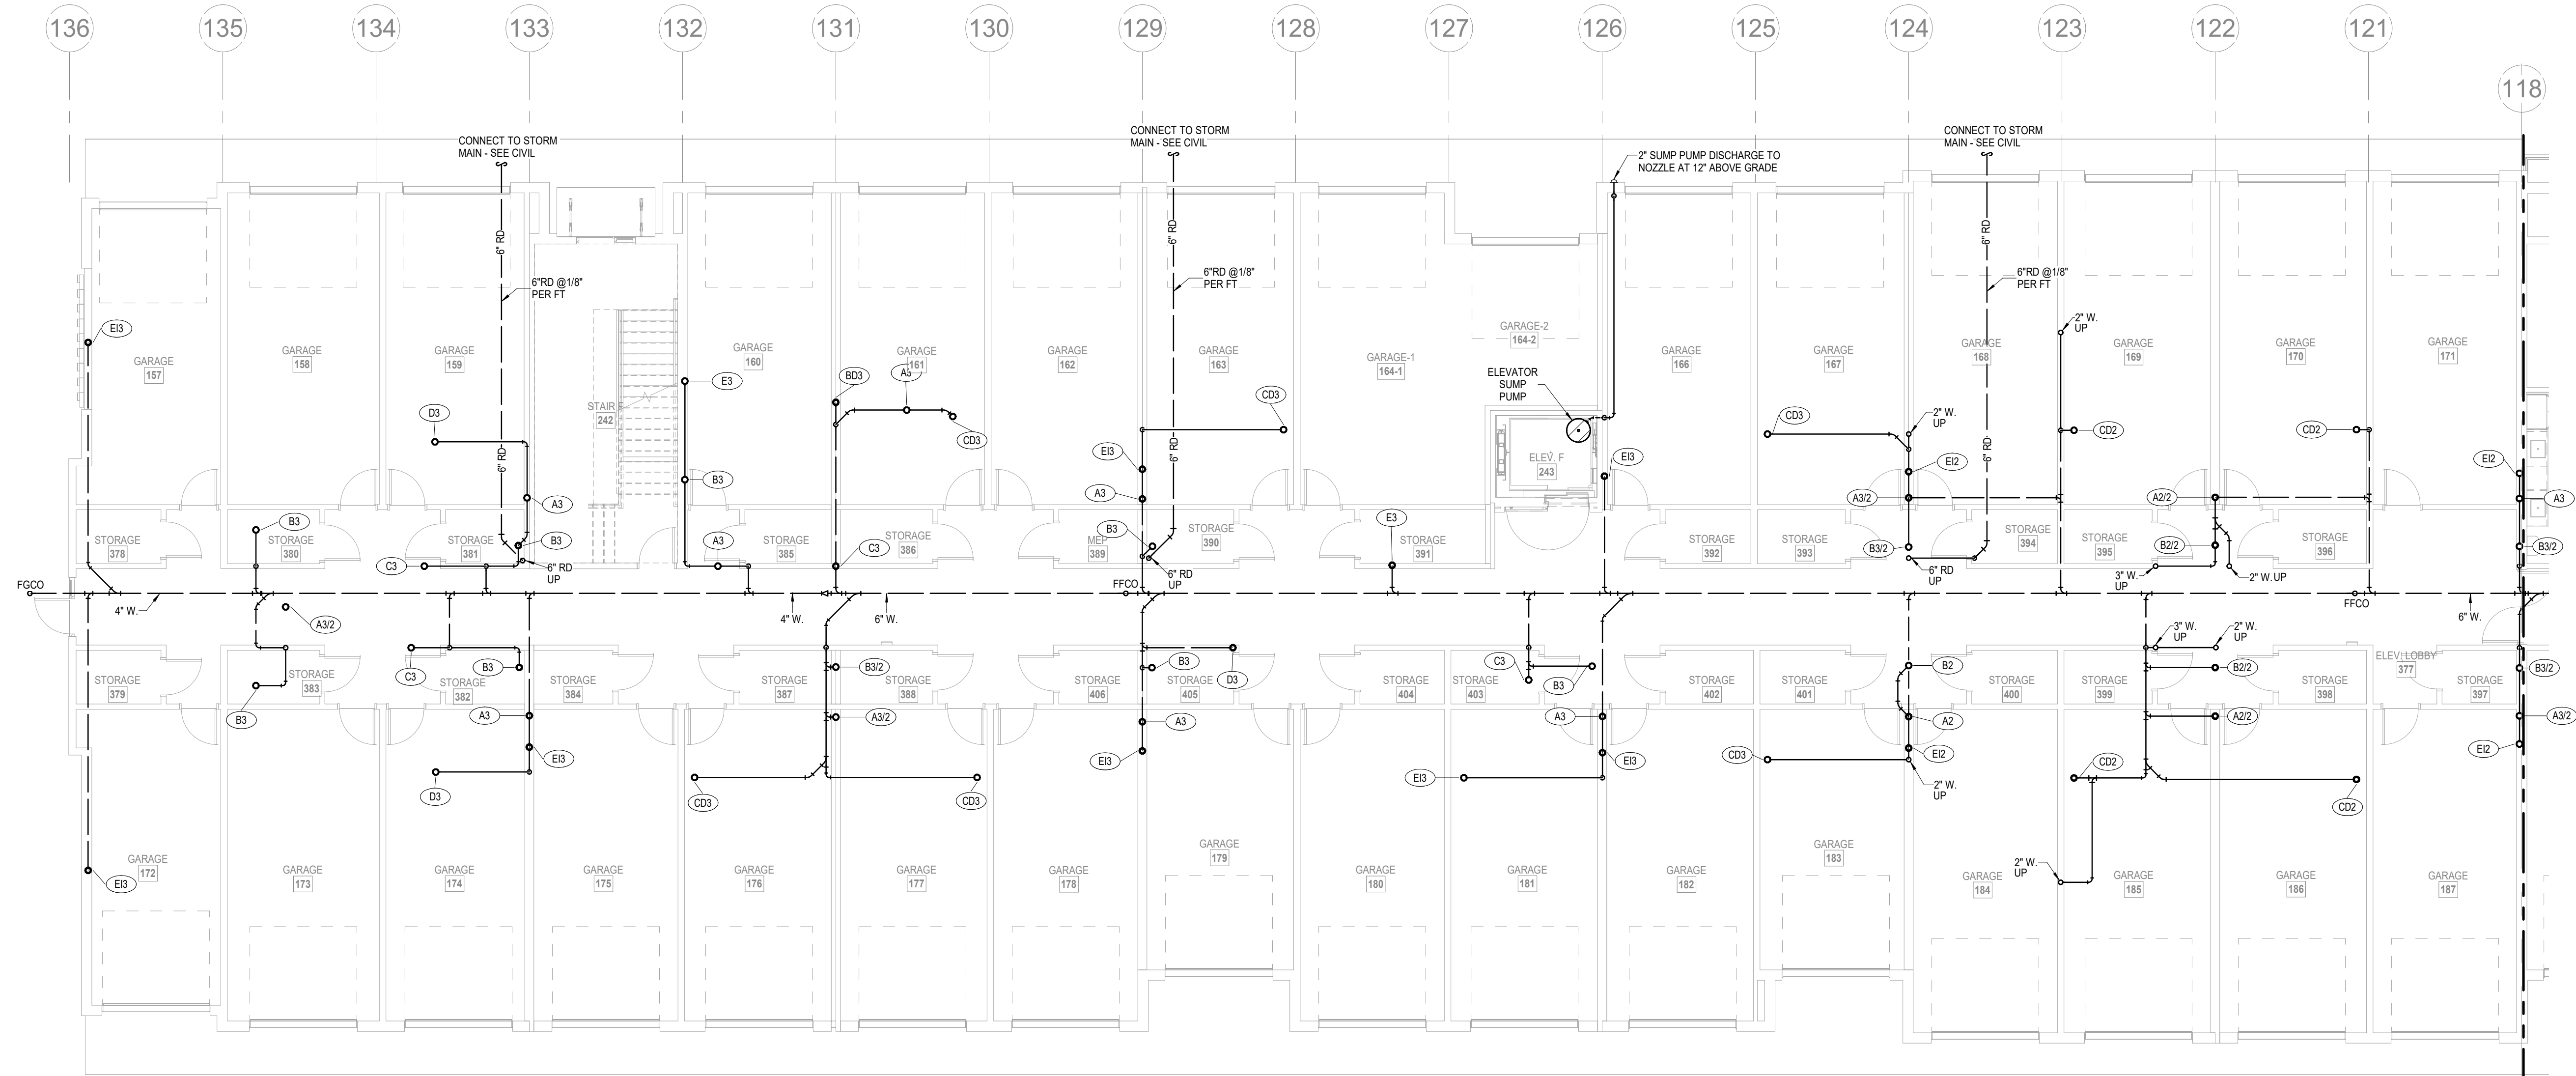 136
135
134
133
132
131
130
129
128
127
126
125
124
123
122
121
118
CONNECT TO STORM
MAIN - SEE CIVIL
CONNECT TO STORM
MAIN - SEE CIVIL
CONNECT TO STORM
MAIN - SEE CIVIL
2" SUMP PUMP DISCHARGE TO
NOZZLE AT 12" ABOVE GRADE
6" RD
6" RD
6" RD
6"RD @1/8"
PER FT
6"RD @1/8"
PER FT
6"RD @1/8"
PER FT
EI3
GARAGE
157
GARAGE
158
GARAGE
159
STAIR F
242
GARAGE
160
GARAGE
161
GARAGE
162
GARAGE
163
GARAGE-1
164-1
GARAGE-2
164-2
GARAGE
166
GARAGE
167
GARAGE
168
GARAGE
169
GARAGE
170
GARAGE
171
2" W.
UP
ELEVATOR
SUMP
PUMP
D3
E3
BD3
A3
CD3
CD3
CD3
2" W.
UP
CD2
CD2
6" RD
6" RD
6" RD
B3
EI3
A3
ELEV. F
243
EI3
EI2
A3/2
A2/2
EI2
A3
A3
B3
STORAGE
378
STORAGE
380
STORAGE
381
B3
C3
6" RD
UP
A3
STORAGE
385
STORAGE
386
C3
MEP
389
B3
STORAGE
390
6" RD
UP
E3
STORAGE
391
STORAGE
392
STORAGE
393
B3/2
6" RD
UP
STORAGE
394
STORAGE
395
B2/2
3" W.
UP
2" W. UP
STORAGE
396
B3/2
FGCO
4" W.
4" W.
6" W.
FFCO
FFCO
6" W.
A3/2
STORAGE
379
B3
STORAGE
383
C3
STORAGE
382
B3
STORAGE
384
STORAGE
387
B3/2
STORAGE
388
STORAGE
406
B3
STORAGE
405
D3
STORAGE
404
STORAGE
403
C3
B3
STORAGE
402
STORAGE
401
B2
STORAGE
400
STORAGE
399
3" W.
UP
2" W.
UP
B2/2
STORAGE
398
ELEV. LOBBY
377
STORAGE
397
B3/2
A3
EI3
D3
A3/2
CD3
CD3
A3
EI3
A3
EI3
EI3
A2
EI2
CD3
2" W.
UP
A2/2
CD2
CD2
A3/2
EI2
EI3
GARAGE
172
GARAGE
173
GARAGE
174
GARAGE
175
GARAGE
176
GARAGE
177
GARAGE
178
GARAGE
179
GARAGE
180
GARAGE
181
GARAGE
182
GARAGE
183
GARAGE
184
2" W.
UP
GARAGE
185
GARAGE
186
GARAGE
187